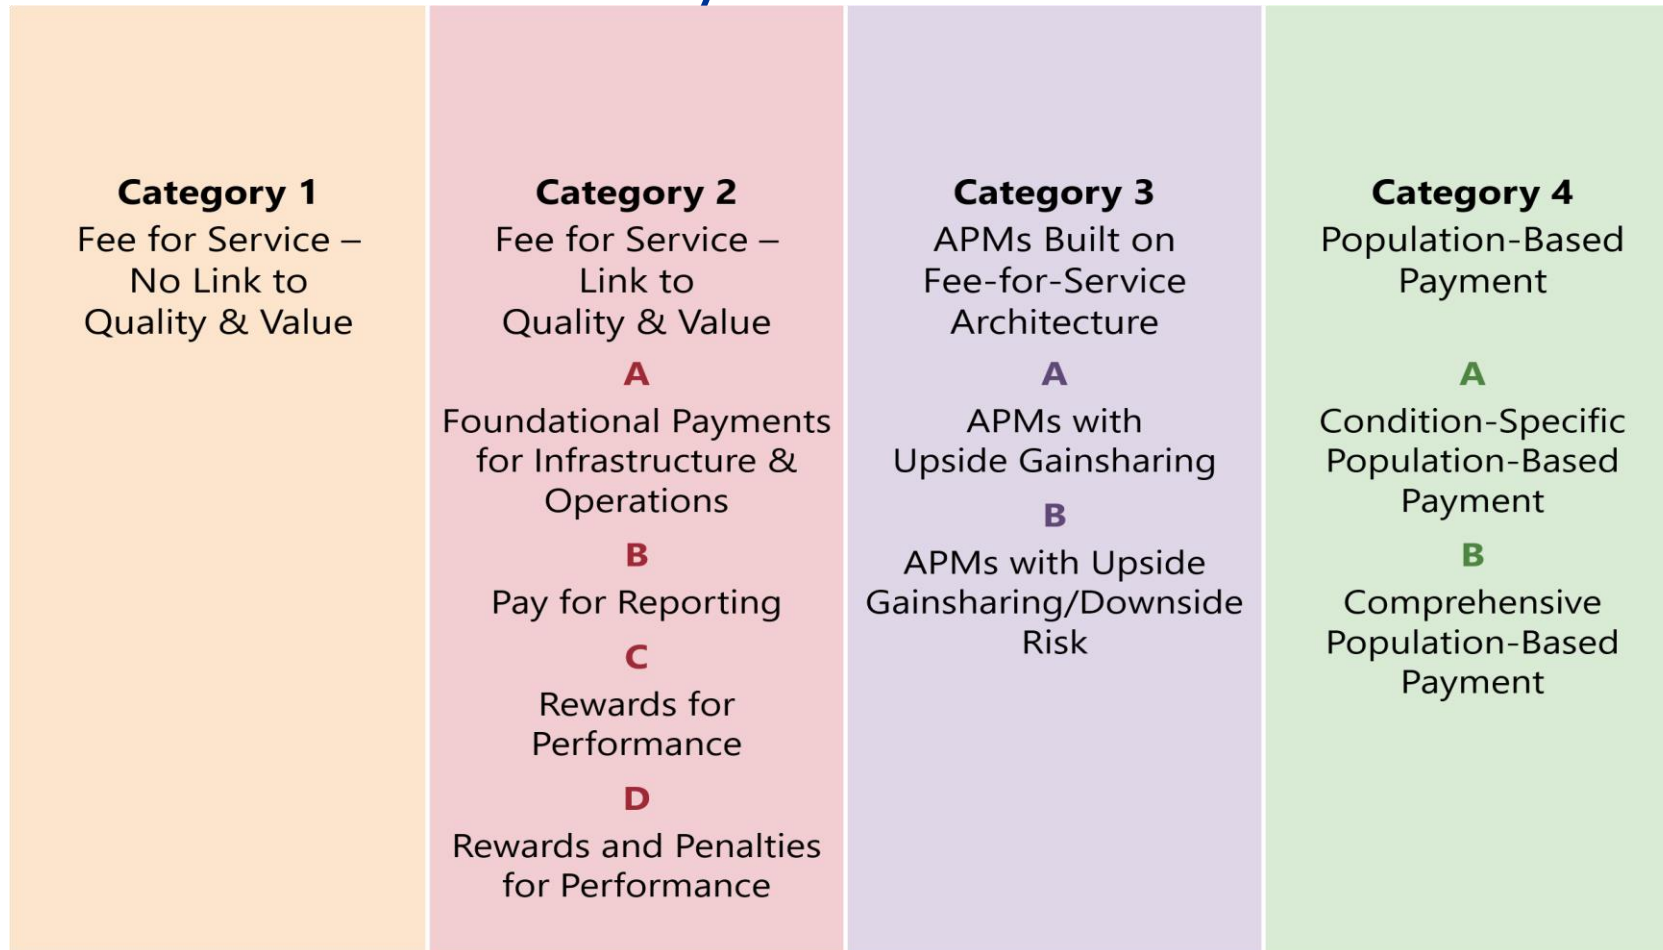 Category 1
Fee for Service –
No Link to
Quality & Value
Category 2
Fee for Service –
Link to
Quality & Value
A
Foundational Payments
for Infrastructure &
Operations
B
Pay for Reporting
C
Rewards for
Performance
D
Rewards and Penalties
for Performance
Category 3
APMs Built on
Fee-for-Service
Architecture
A
APMs with
Upside Gainsharing
B
APMs with Upside
Gainsharing/Downside
Risk
Category 4
Population-Based
Payment
A
Condition-Specific
Population-Based
Payment
B
Comprehensive
Population-Based
Payment